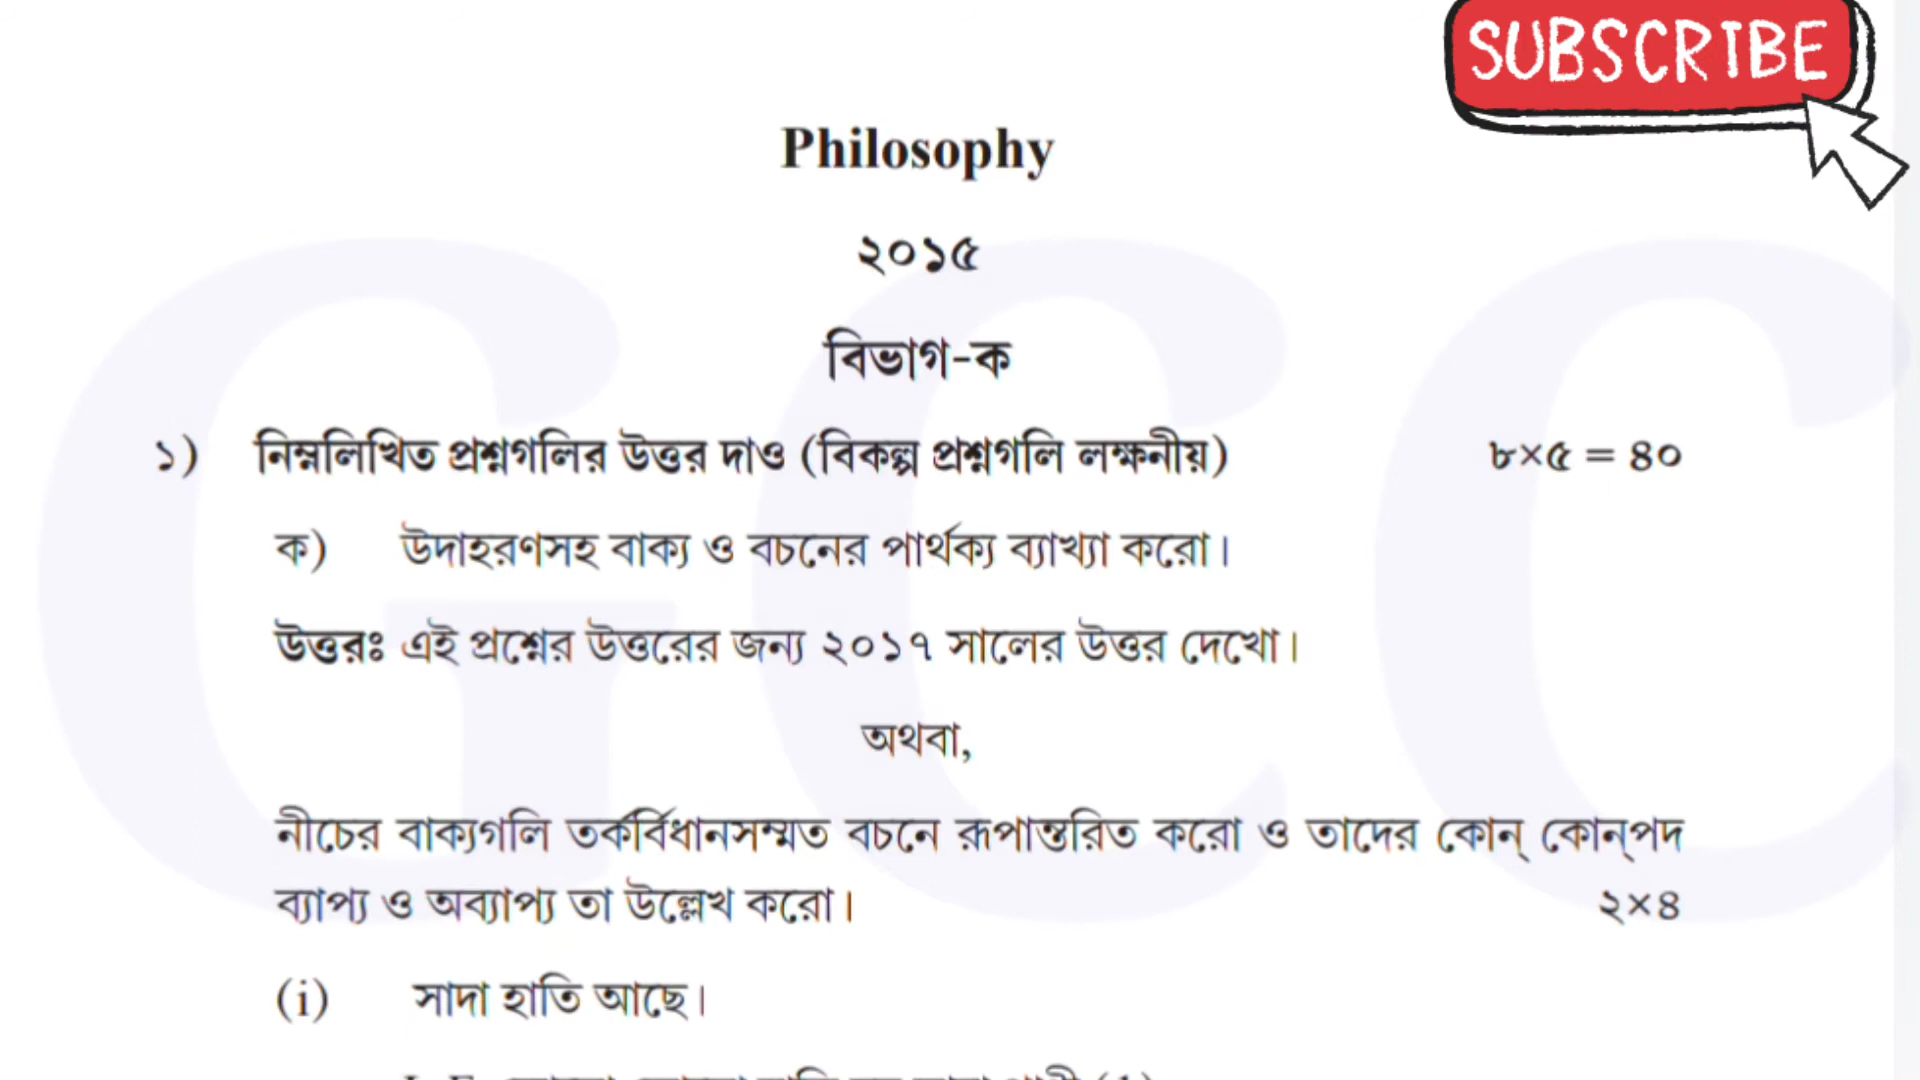 SUBSCRIBE
Philosophy
২০১৫
বিভাগ-ক
১) নিম্নলিখিত প্রশ্নগলির উত্তর দাও (বিকল্প প্রশ্নগলি লক্ষনীয়) ৮×৫ = ৪০
ক) উদাহরণসহ বাক্য ও বচনের পার্থক্য ব্যাখ্যা করো।
উত্তরঃ এই প্রশ্নের উত্তরের জন্য ২০১৭ সালের উত্তর দেখো।
অথবা,
নীচের বাক্যগলি তর্কবিধানসম্মত বচনে রূপান্তরিত করো ও তাদের কোন্ কোন্‌পদ
ব্যাপ্য ও অব্যাপ্য তা উল্লেখ করো। ২×৪
(i) সাদা হাতি আছে।